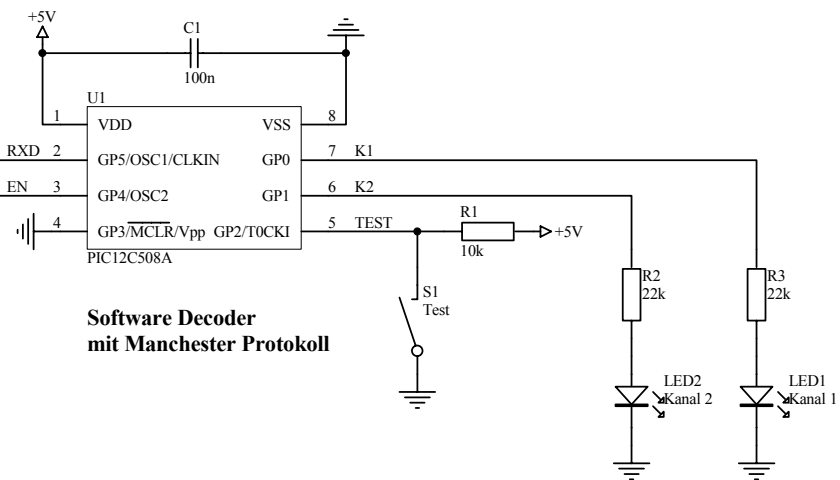 +5V
C1
100n
U1
1
VDD
VSS
8
RXD 2
GP5/OSC1/CLKIN
GP0
7 K1
EN 3
GP4/OSC2
GP1
6 K2
4
GP3/MCLR/Vpp
GP2/T0CKI
5 TEST
PIC12C508A
R1
10k
+5V
S1
Test
R2
22k
R3
22k
Software Decoder
mit Manchester Protokoll
LED2
Kanal 2
LED1
Kanal 1